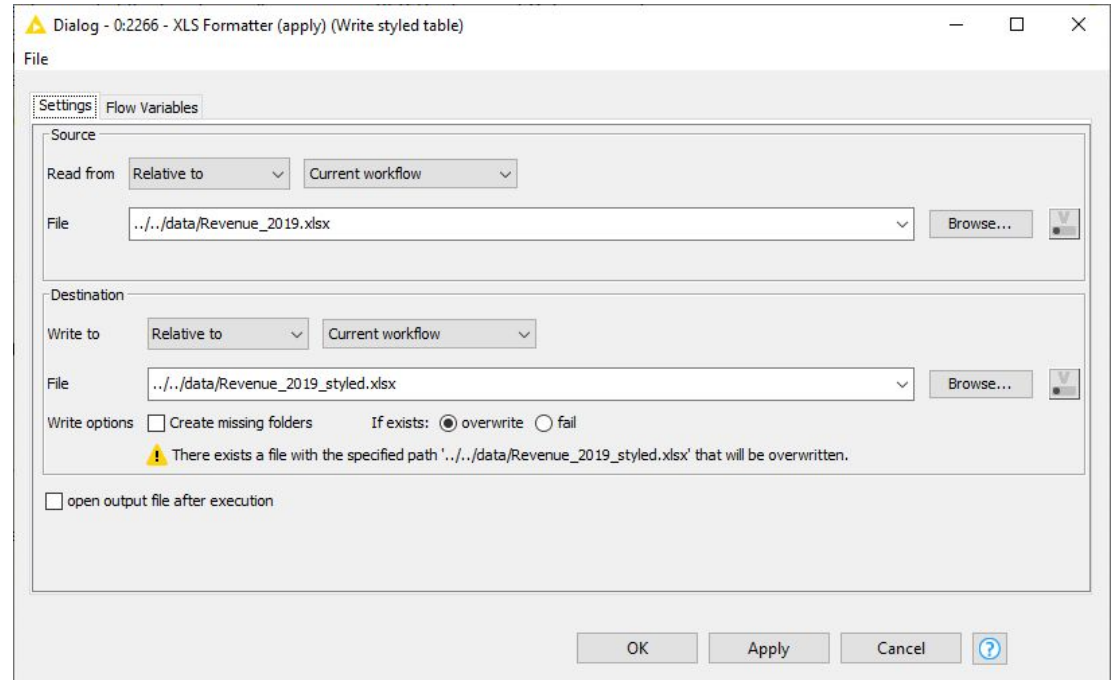 Dialog - 0:2266 - XLS Formatter (apply) (Write styled table)
File
Settings Flow Variables
Source
Read from Relative to Current workflow
File ../../data/Revenue_2019.xlsx Browse... V
Destination
Write to Relative to Current workflow
File ../../data/Revenue_2019_styled.xlsx Browse... V
Write options Create missing folders If exists: overwrite fail
There exists a file with the specified path '../../data/Revenue_2019_styled.xlsx' that will be overwritten.
open output file after execution
OK Apply Cancel ?